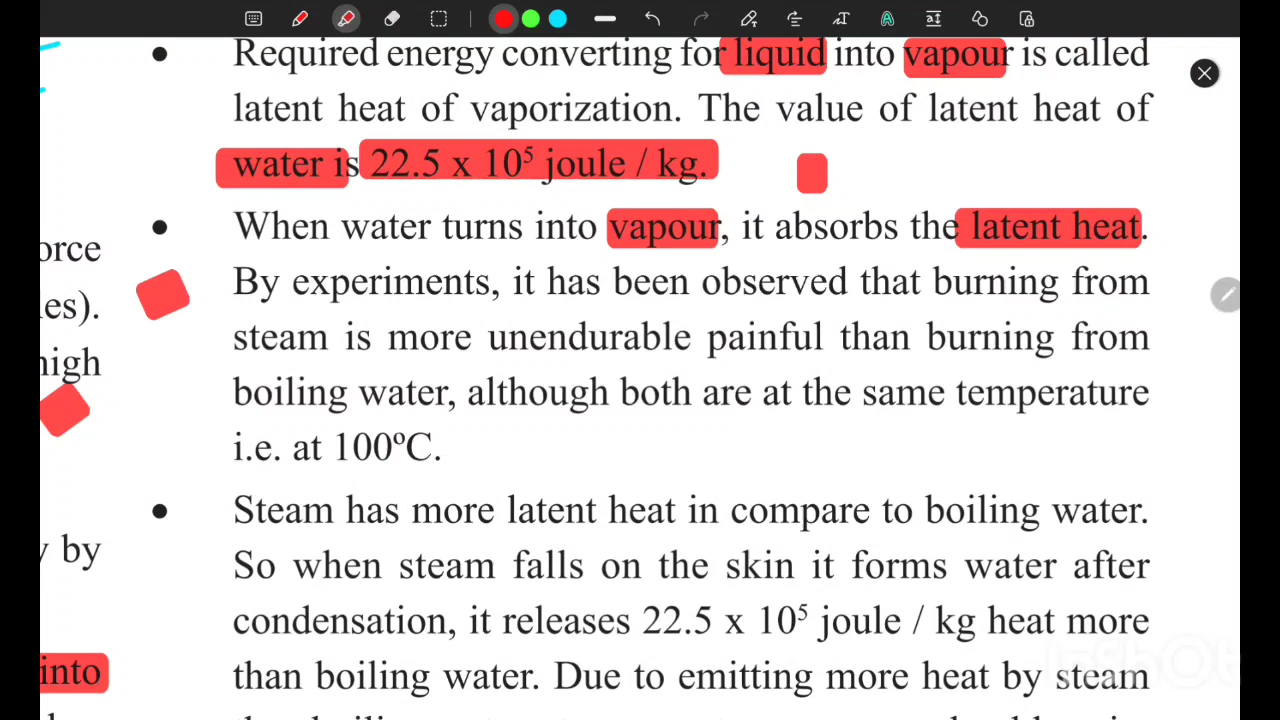 Required energy converting for liquid into vapour is called
latent heat of vaporization. The value of latent heat of
water is 22.5 x 10⁵ joule / kg.
When water turns into vapour, it absorbs the latent heat.
By experiments, it has been observed that burning from
steam is more unendurable painful than burning from
boiling water, although both are at the same temperature
i.e. at 100ºC.
Steam has more latent heat in compare to boiling water.
So when steam falls on the skin it forms water after
condensation, it releases 22.5 x 10⁵ joule / kg heat more
than boiling water. Due to emitting more heat by steam
orce
es).
high
by
into